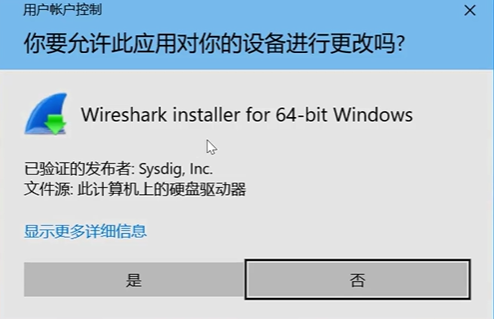 用户帐户控制
你要允许此应用对你的设备进行更改吗?
Wireshark installer for 64-bit Windows
已验证的发布者: Sysdig, Inc.
文件源: 此计算机上的硬盘驱动器
显示更多详细信息
是
否